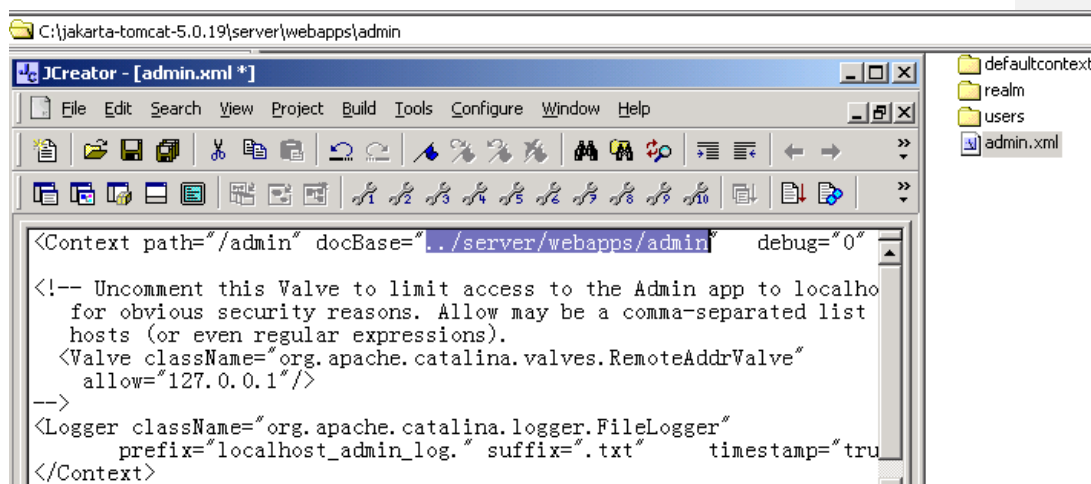 C:\jakarta-tomcat-5.0.19\server\webapps\admin
JCreator - [admin.xml *]
File Edit Search View Project Build Tools Configure Window Help
<Context path="/admin" docBase="../server/webapps/admin" debug="0"
<!-- Uncomment this Valve to limit access to the Admin app to localho
for obvious security reasons. Allow may be a comma-separated list
hosts (or even regular expressions).
<Valve className="org.apache.catalina.valves.RemoteAddrValve"
allow="127.0.0.1"/>
-->
<Logger className="org.apache.catalina.logger.FileLogger"
prefix="localhost_admin_log." suffix=".txt" timestamp="tru
</Context>
defaultcontext
realm
users
admin.xml